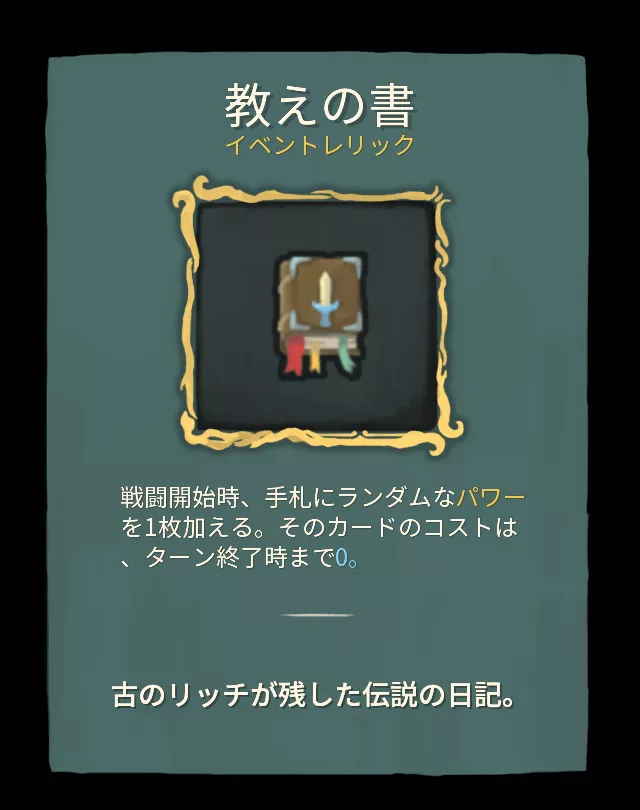 教えの書
イベントレリック
戦闘開始時、手札にランダムなパワー
を1枚加える。そのカードのコストは
、ターン終了時まで0。
古のリッチが残した伝説の日記。